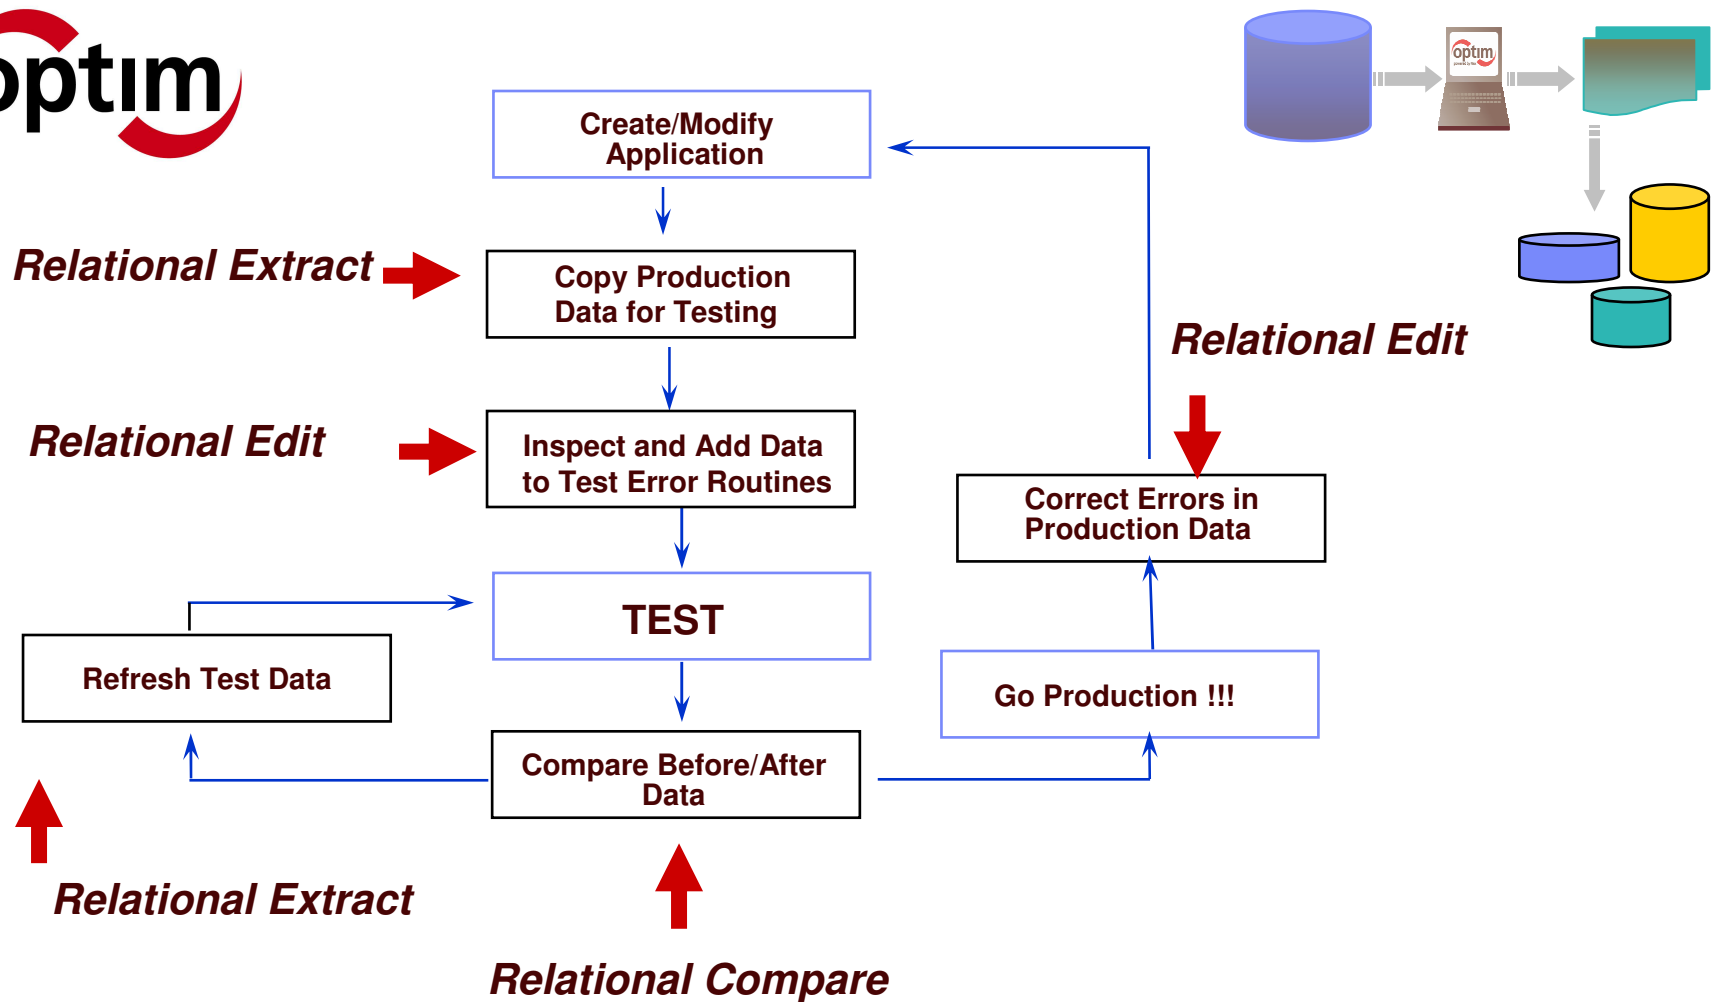 optim
Create/Modify
Application
optim
Relational Extract
Copy Production
Data for Testing
Relational Edit
Relational Edit
Inspect and Add Data
to Test Error Routines
Correct Errors in
Production Data
TEST
Refresh Test Data
Go Production !!!
Compare Before/After
Data
Relational Extract
Relational Compare